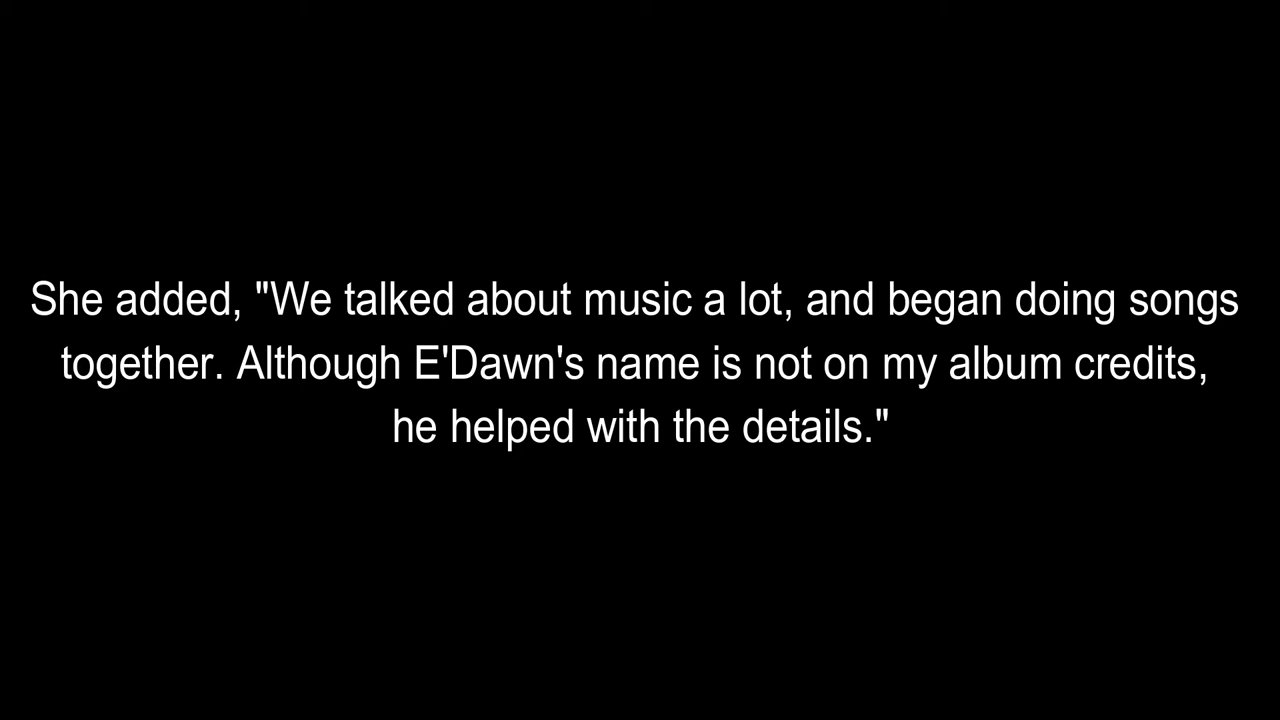 She added, "We talked about music a lot, and began doing songs
together. Although E'Dawn's name is not on my album credits,
he helped with the details."